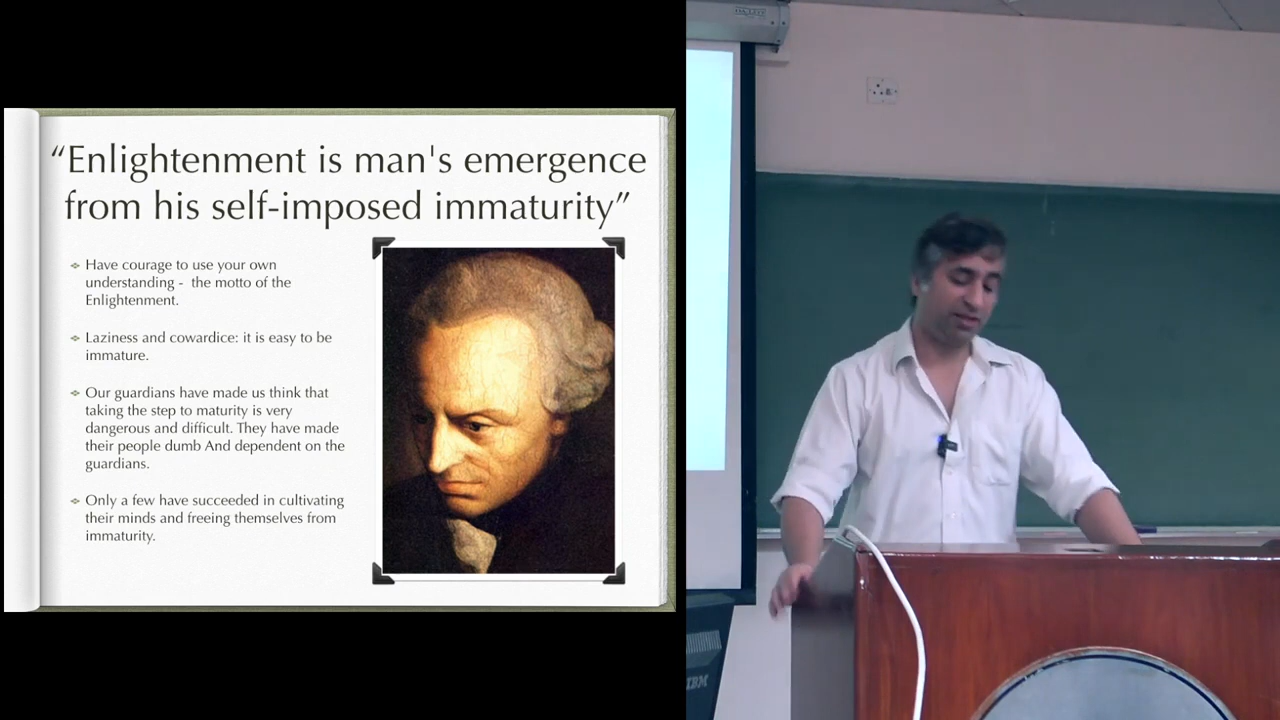 “Enlightenment is man's emergence
from his self-imposed immaturity”
Have courage to use your own
understanding - the motto of the
Enlightenment.
Laziness and cowardice: it is easy to be
immature.
Our guardians have made us think that
taking the step to maturity is very
dangerous and difficult. They have made
their people dumb And dependent on the
guardians.
Only a few have succeeded in cultivating
their minds and freeing themselves from
immaturity.
IBM